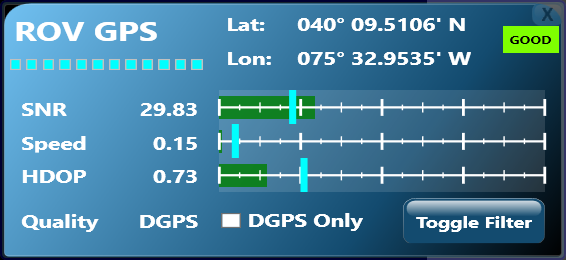 X
ROV GPS
Lat: 040° 09.5106' N
GOOD
Lon: 075° 32.9535' W
SNR 29.83
Speed 0.15
HDOP 0.73
Quality DGPS DGPS Only Toggle Filter